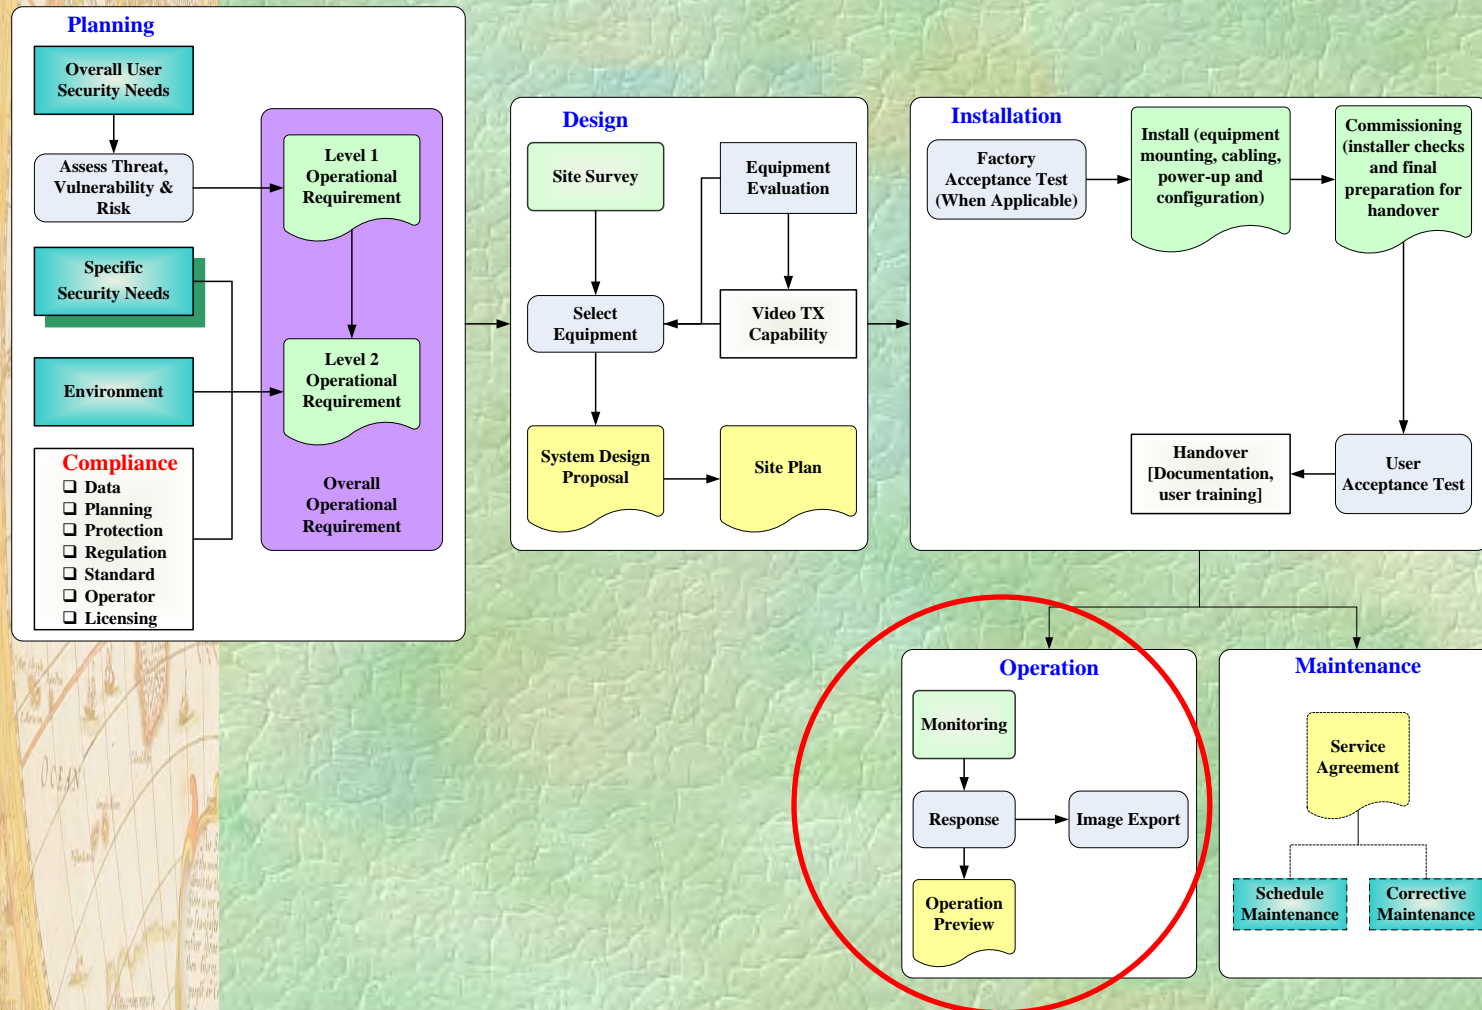 Planning
Overall User
Security Needs
Assess Threat,
Vulnerability &
Risk
Specific
Security Needs
Environment
Compliance
❑ Data
❑ Planning
❑ Protection
❑ Regulation
❑ Standard
❑ Operator
❑ Licensing
Level 1
Operational
Requirement
Level 2
Operational
Requirement
Overall
Operational
Requirement
Design
Site Survey
Equipment
Evaluation
Select
Equipment
Video TX
Capability
System Design
Proposal
Site Plan
Installation
Factory
Acceptance Test
(When Applicable)
Install (equipment
mounting, cabling,
power-up and
configuration)
Commissioning
(installer checks
and final
preparation for
handover
User
Acceptance Test
Handover
[Documentation,
user training]
Operation
Monitoring
Response
Image Export
Operation
Preview
Maintenance
Service
Agreement
Schedule
Maintenance
Corrective
Maintenance
OCEAN